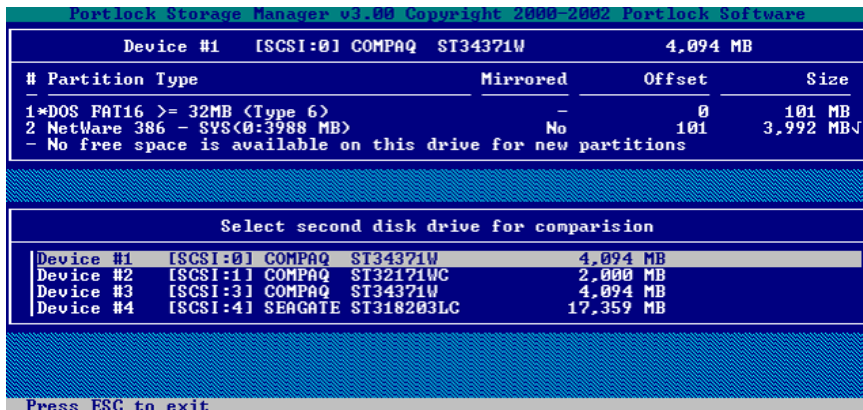 Portlock Storage Manager v3.00 Copyright 2000-2002 Portlock Software
Device #1 [SCSI:0] COMPAQ ST34371W 4,094 MB
# Partition Type Mirrored Offset Size
1*DOS FAT16 >= 32MB (Type 6) - 0 101 MB
2 NetWare 386 - SYS(0:3988 MB) No 101 3,992 MB√
- No free space is available on this drive for new partitions
Select second disk drive for comparision
Device #1 [SCSI:0] COMPAQ ST34371W 4,094 MB
Device #2 [SCSI:1] COMPAQ ST32171WC 2,000 MB
Device #3 [SCSI:3] COMPAQ ST34371W 4,094 MB
Device #4 [SCSI:4] SEAGATE ST318203LC 17,359 MB
Press ESC to exit